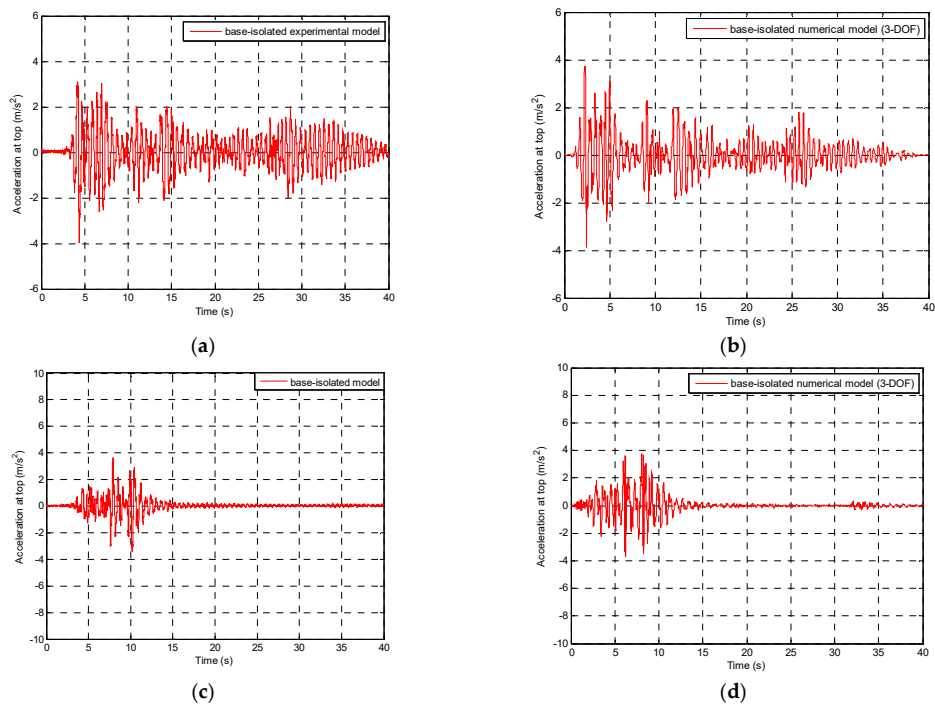 base-isolated experimental model
6
4
2
0
-2
-4
-6
Acceleration at top (m/s²)
0 5 10 15 20 25 30 35 40
Time (s)
(a)
base-isolated numerical model (3-DOF)
6
4
2
0
-2
-4
-6
Acceleration at top (m/s²)
0 5 10 15 20 25 30 35 40
Time (s)
(b)
base-isolated model
10
8
6
4
2
0
-2
-4
-6
-8
-10
Acceleration at top (m/s²)
0 5 10 15 20 25 30 35 40
Time (s)
(c)
base-isolated numerical model (3-DOF)
10
8
6
4
2
0
-2
-4
-6
-8
-10
Acceleration at top (m/s²)
0 5 10 15 20 25 30 35 40
Time (s)
(d)